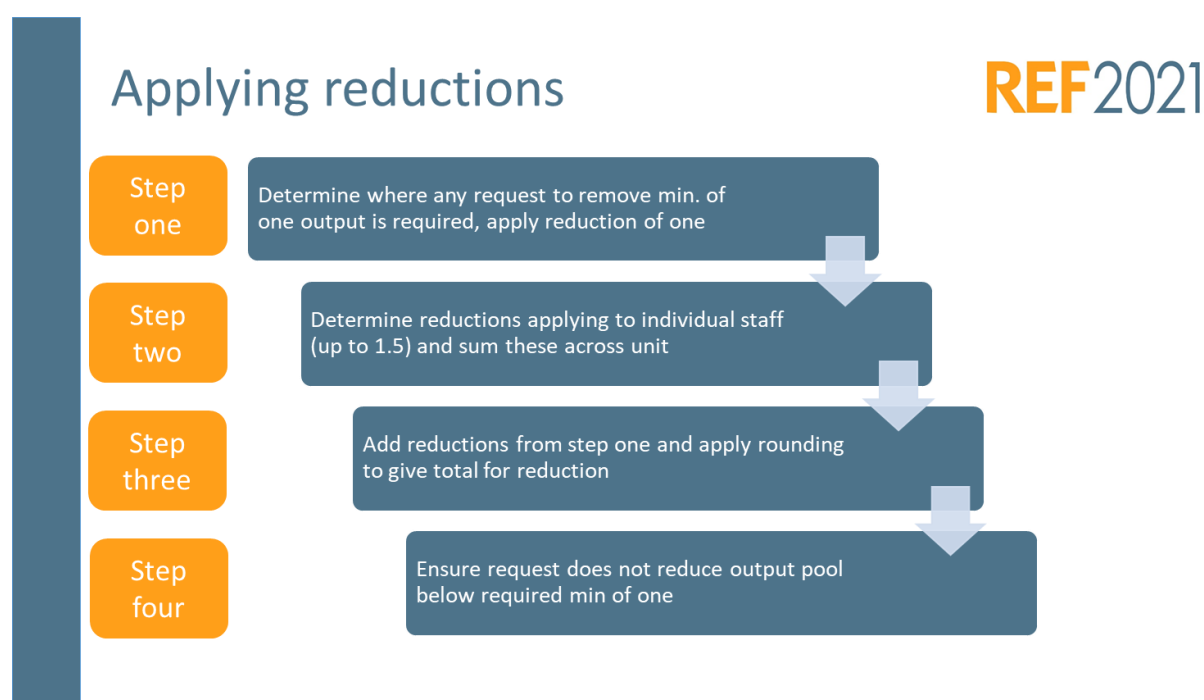 Applying reductions
REF2021
Step
one
Determine where any request to remove min. of
one output is required, apply reduction of one
Step
two
Determine reductions applying to individual staff
(up to 1.5) and sum these across unit
Step
three
Add reductions from step one and apply rounding
to give total for reduction
Step
four
Ensure request does not reduce output pool
below required min of one